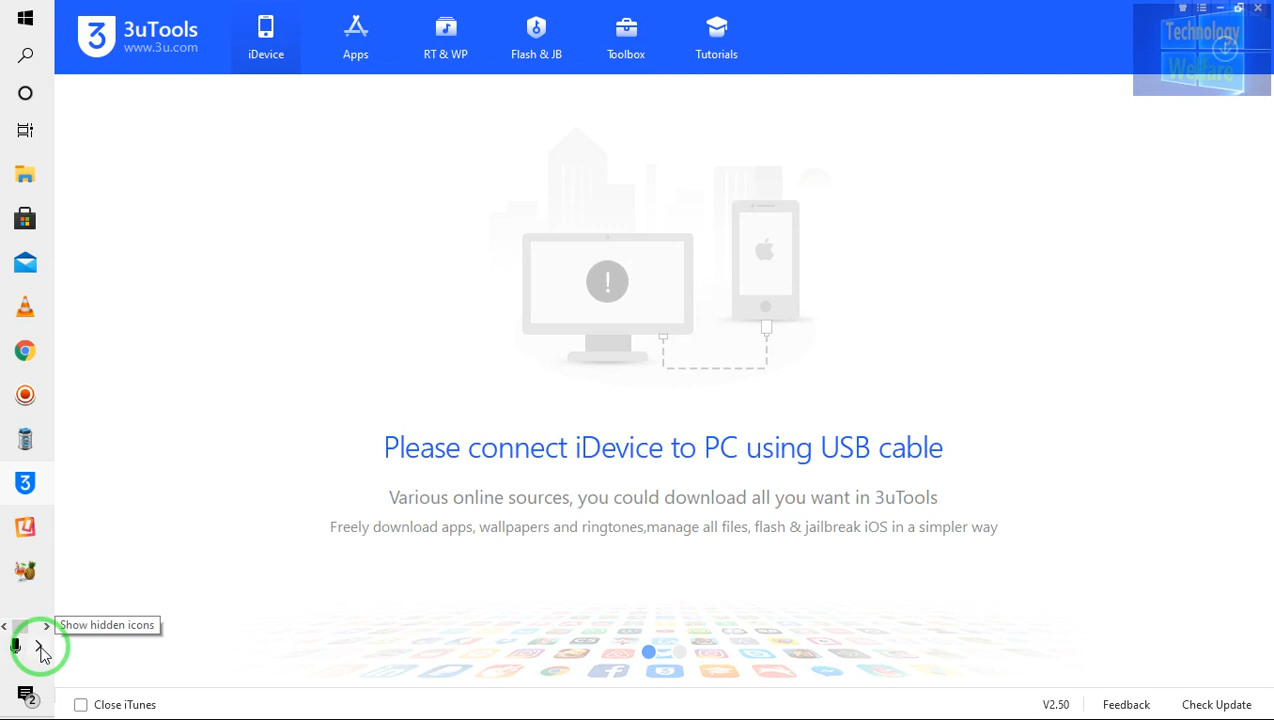 3 3uTools
www.3u.com
iDevice
Apps
RT & WP
Flash & JB
Toolbox
Tutorials
Technology
Welfare
Please connect iDevice to PC using USB cable
Various online sources, you could download all you want in 3uTools
Freely download apps, wallpapers and ringtones,manage all files, flash & jailbreak iOS in a simpler way
Show hidden icons
2
Close iTunes
V2.50
Feedback
Check Update